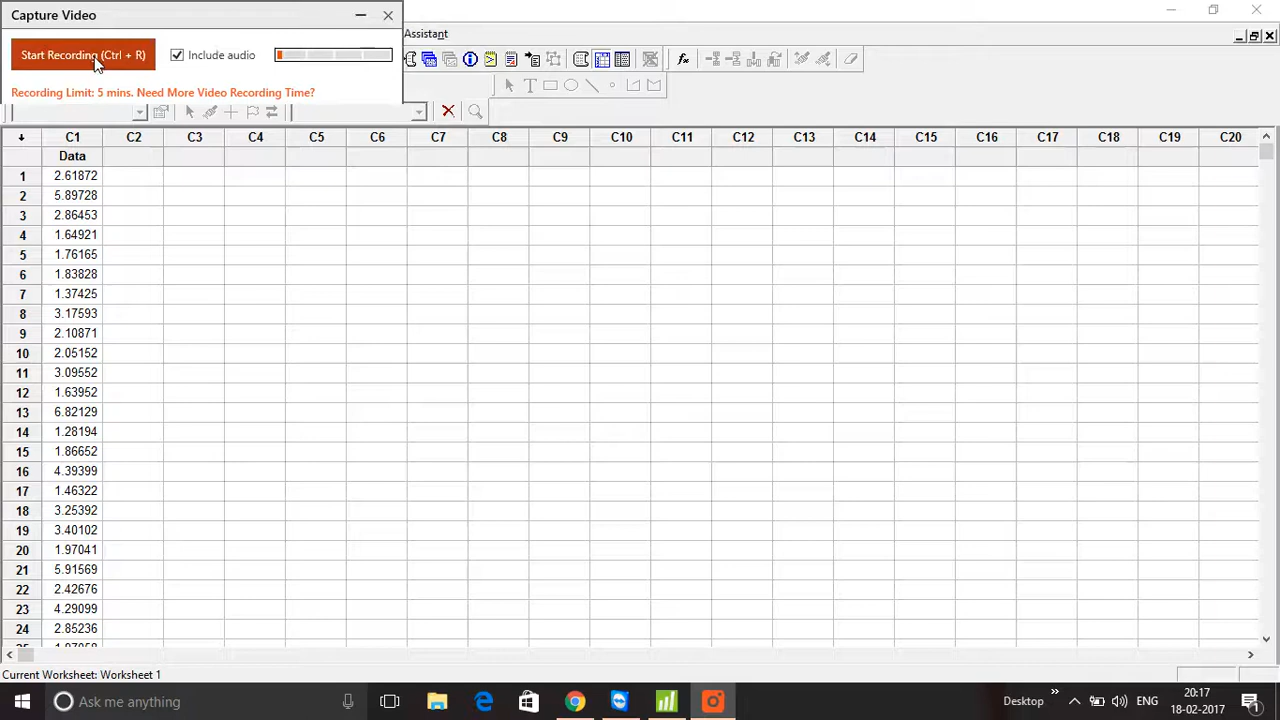 Capture Video
Assistant
Start Recording (Ctrl + R)
Include audio
Recording Limit: 5 mins. Need More Video Recording Time?
C1 C2 C3 C4 C5 C6 C7 C8 C9 C10 C11 C12 C13 C14 C15 C16 C17 C18 C19 C20
Data
1 2.61872
2 5.89728
3 2.86453
4 1.64921
5 1.76165
6 1.83828
7 1.37425
8 3.17593
9 2.10871
10 2.05152
11 3.09552
12 1.63952
13 6.82129
14 1.28194
15 1.86652
16 4.39399
17 1.46322
18 3.25392
19 3.40102
20 1.97041
21 5.91569
22 2.42676
23 4.29099
24 2.85236
Current Worksheet: Worksheet 1
Ask me anything
Desktop
ENG
20:17
18-02-2017
1